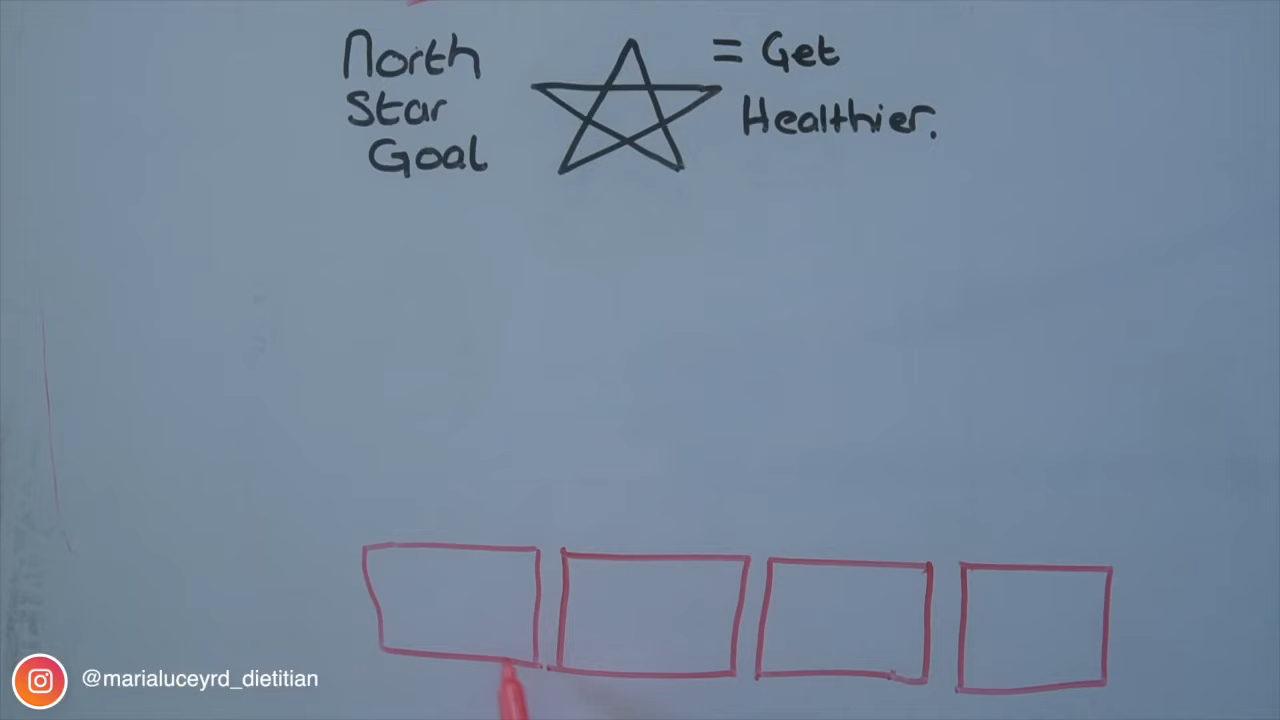 North
Star
Goal
= Get
Healthier.
@marialuceyrd_dietitian